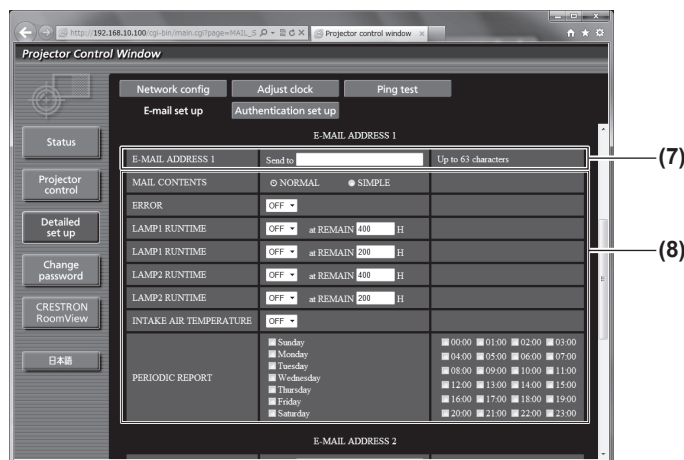 http://192.168.10.100/cgi-bin/main.cgi?page=MAIL_S
Projector control window
Projector Control Window
Network config Adjust clock Ping test
E-mail set up Authentication set up
Status
Projector control
Detailed set up
Change password
CRESTRON RoomView
日本語
E-MAIL ADDRESS 1
E-MAIL ADDRESS 1 Send to Up to 63 characters
(7)
MAIL CONTENTS NORMAL SIMPLE
ERROR OFF
LAMP1 RUNTIME OFF at REMAIN 400 H
LAMP1 RUNTIME OFF at REMAIN 200 H
(8)
LAMP2 RUNTIME OFF at REMAIN 400 H
LAMP2 RUNTIME OFF at REMAIN 200 H
INTAKE AIR TEMPERATURE OFF
PERIODIC REPORT
Sunday
Monday
Tuesday
Wednesday
Thursday
Friday
Saturday
00:00 01:00 02:00 03:00
04:00 05:00 06:00 07:00
08:00 09:00 10:00 11:00
12:00 13:00 14:00 15:00
16:00 17:00 18:00 19:00
20:00 21:00 22:00 23:00
E-MAIL ADDRESS 2